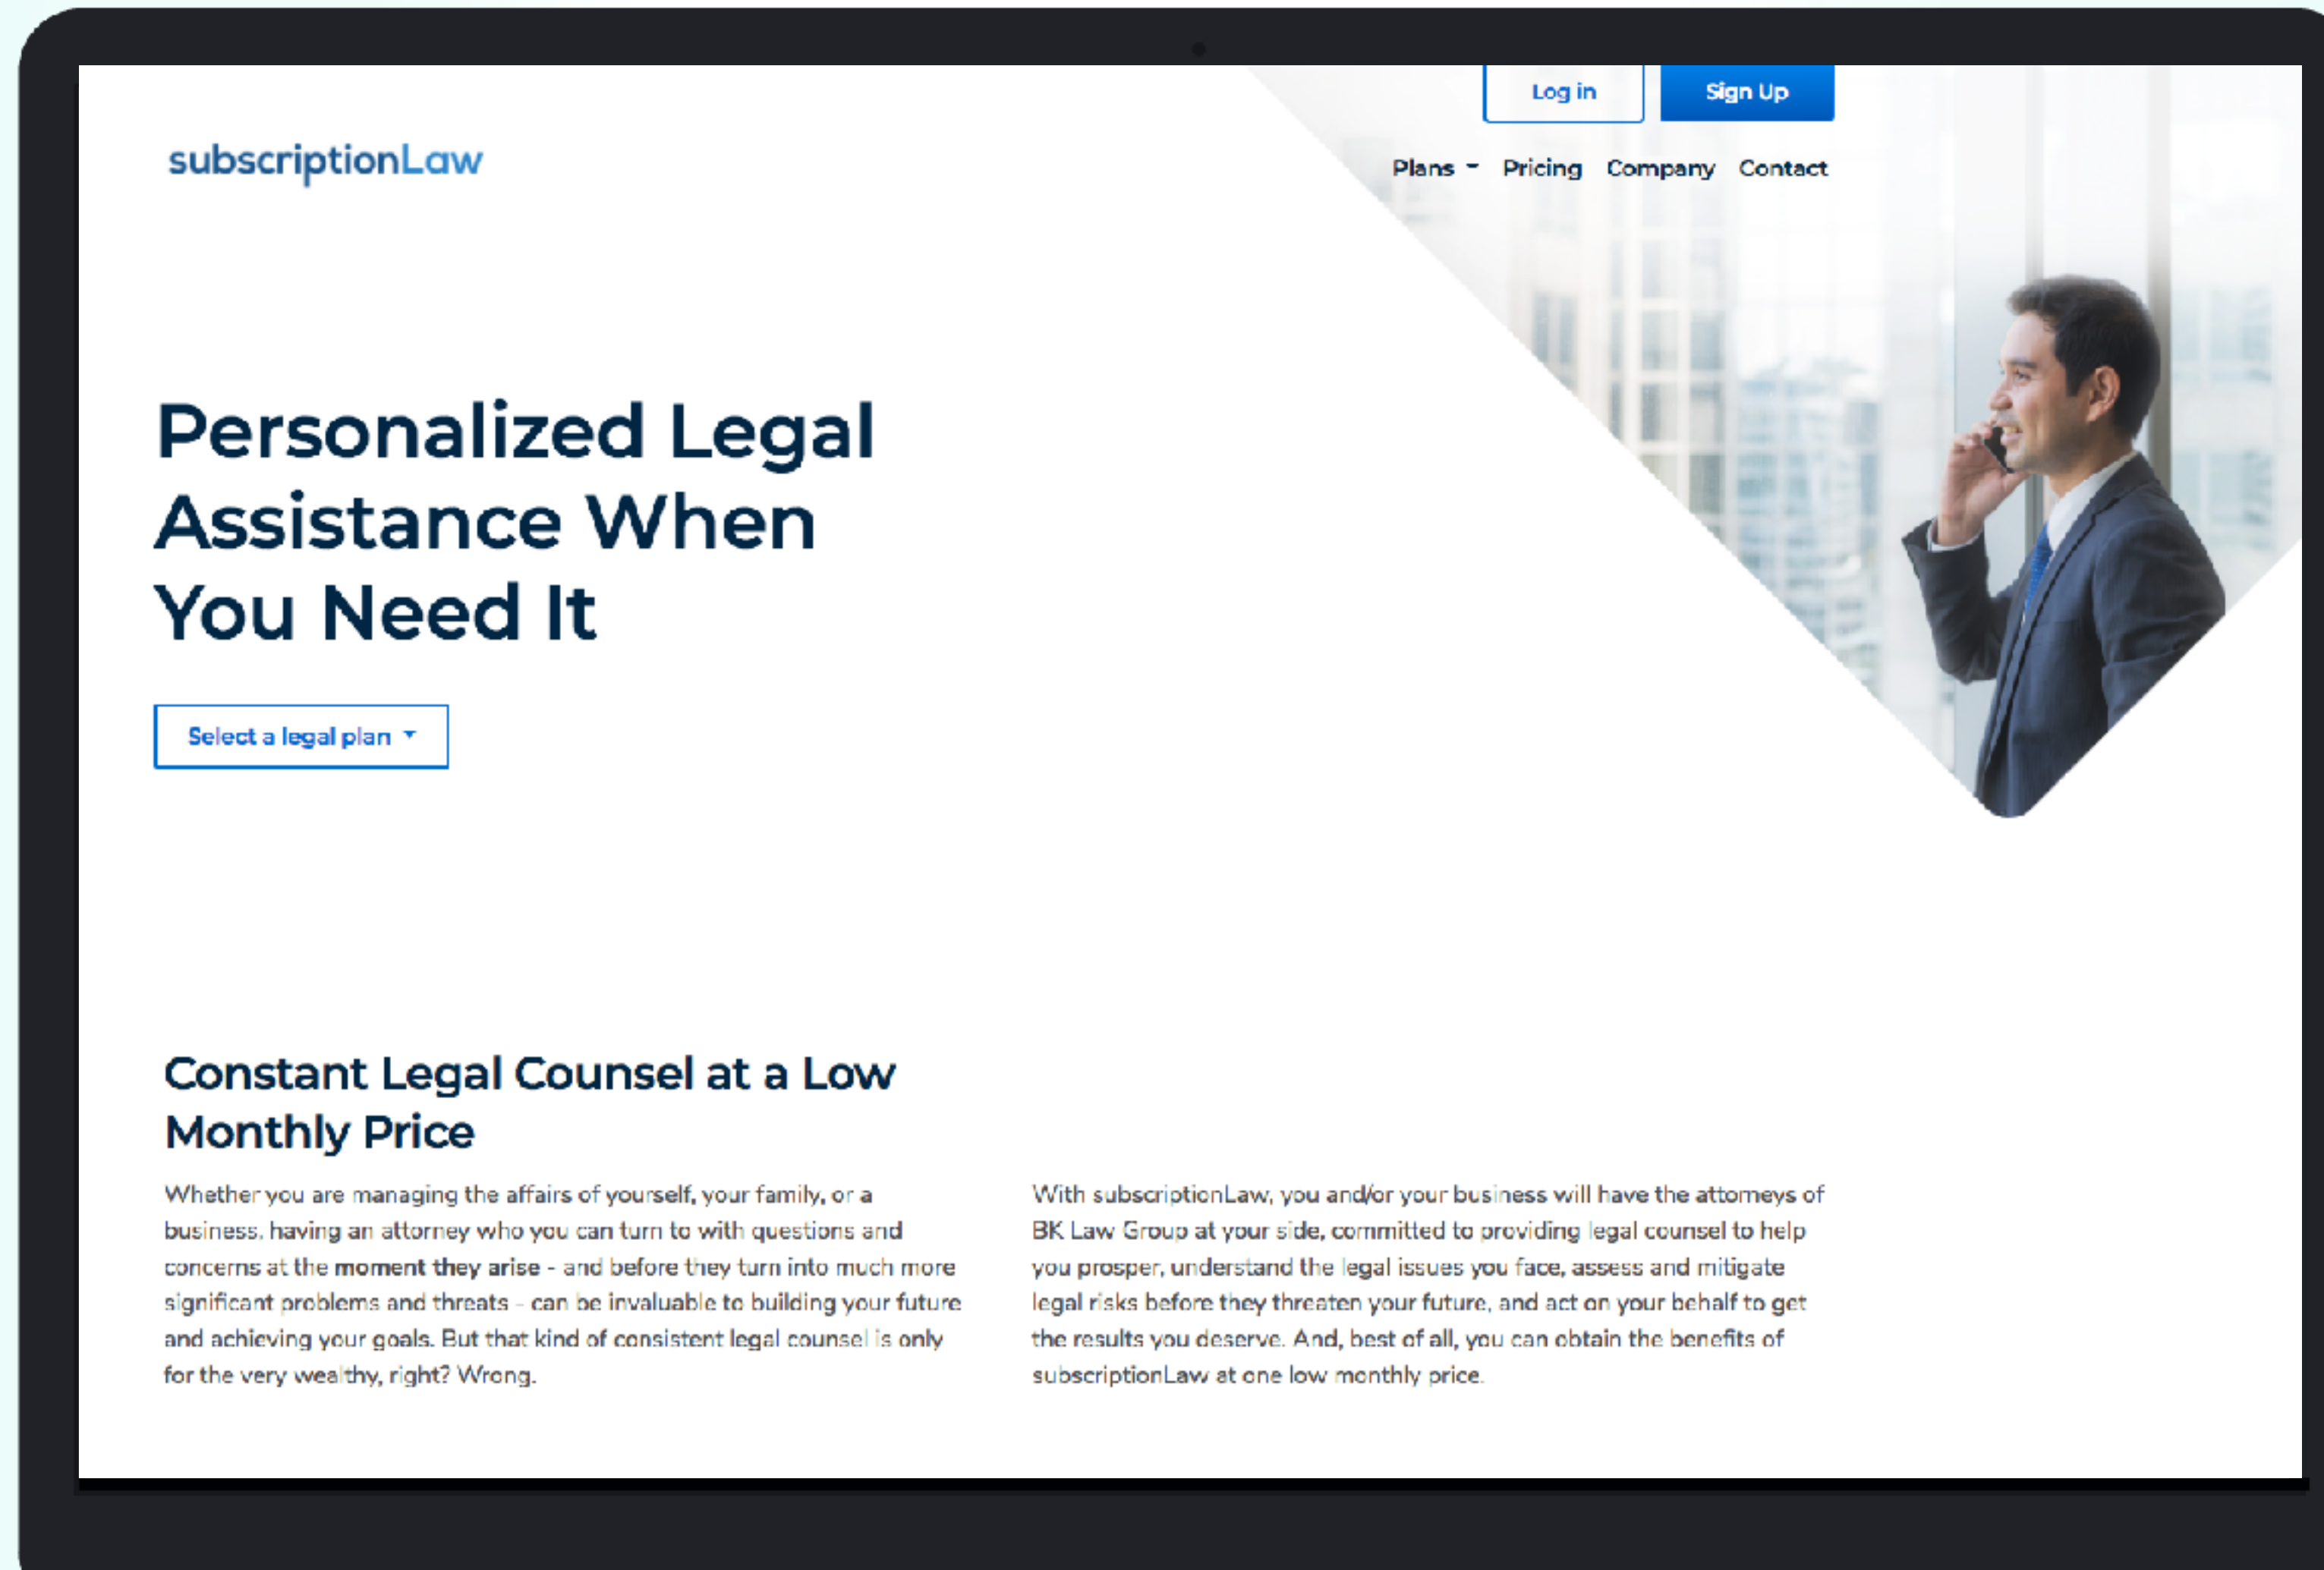 Log in
Sign Up
subscriptionLaw
Plans
Pricing
Company
Contact
Personalized Legal
Assistance When
You Need It
Select a legal plan
Constant Legal Counsel at a Low
Monthly Price
Whether you are managing the affairs of yourself, your family, or a
business, having an attorney who you can turn to with questions and
concerns at the moment they arise - and before they turn into much more
significant problems and threats - can be invaluable to building your future
and achieving your goals. But that kind of consistent legal counsel is only
for the very wealthy, right? Wrong.
With subscriptionLaw, you and/or your business will have the attorneys of
BK Law Group at your side, committed to providing legal counsel to help
you prosper, understand the legal issues you face, assess and mitigate
legal risks before they threaten your future, and act on your behalf to get
the results you deserve. And, best of all, you can obtain the benefits of
subscriptionLaw at one low monthly price.